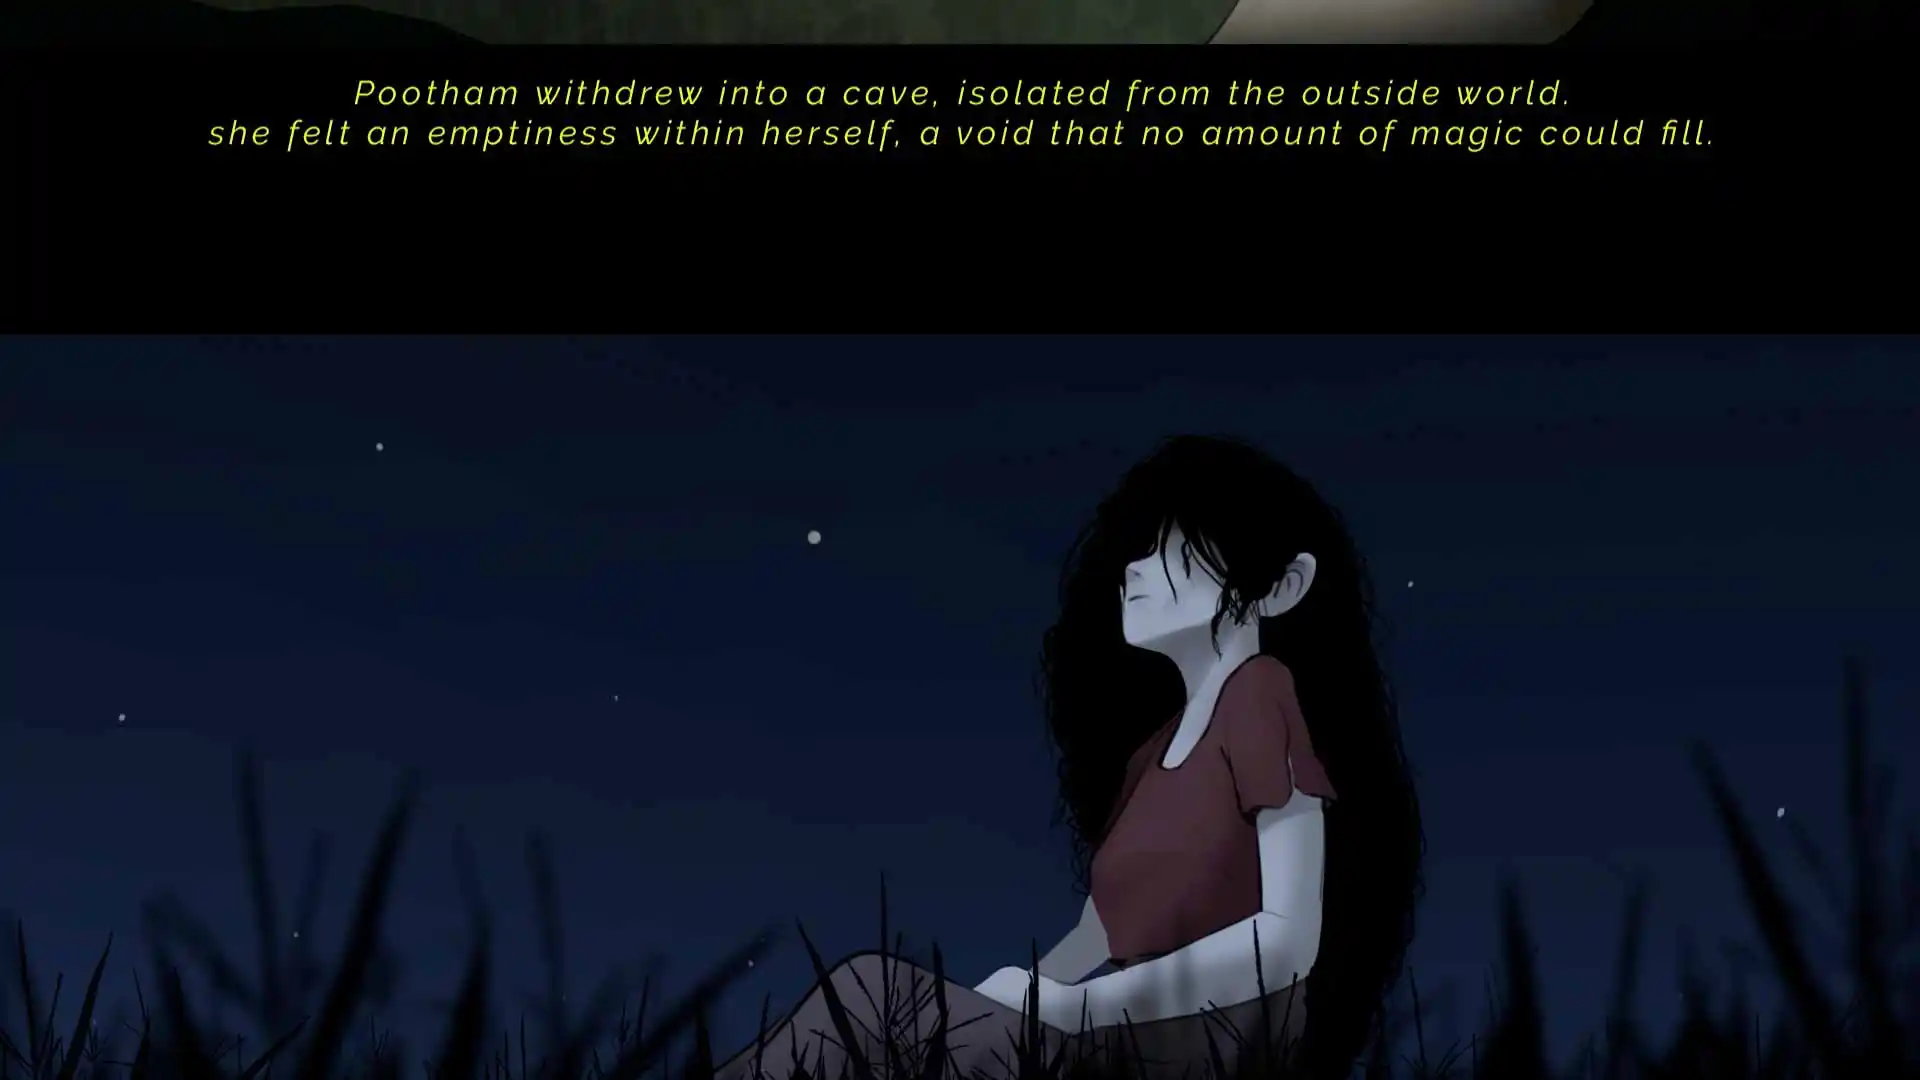 Pootham withdrew into a cave, isolated from the outside world.
she felt an emptiness within herself, a void that no amount of magic could fill.